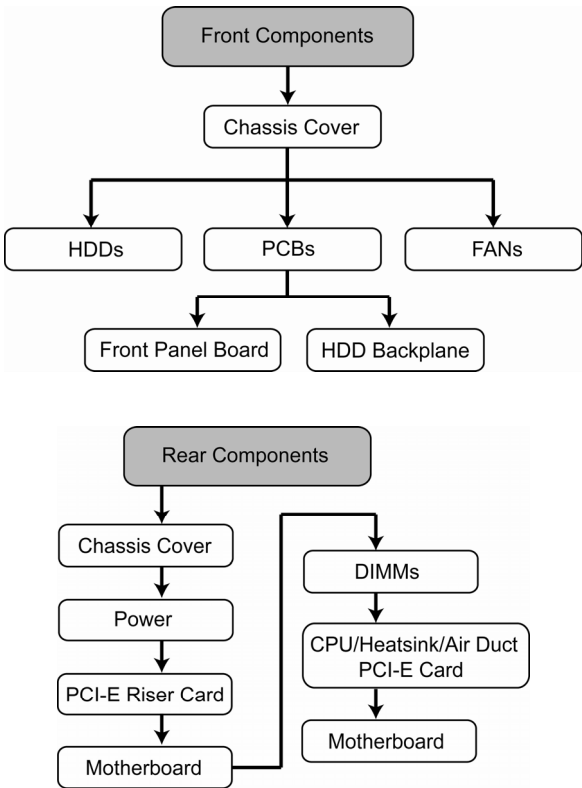 Front Components
Chassis Cover
HDDs
PCBs
FANs
Front Panel Board
HDD Backplane
Rear Components
Chassis Cover
Power
PCI-E Riser Card
Motherboard
DIMMs
CPU/Heatsink/Air Duct
PCI-E Card
Motherboard